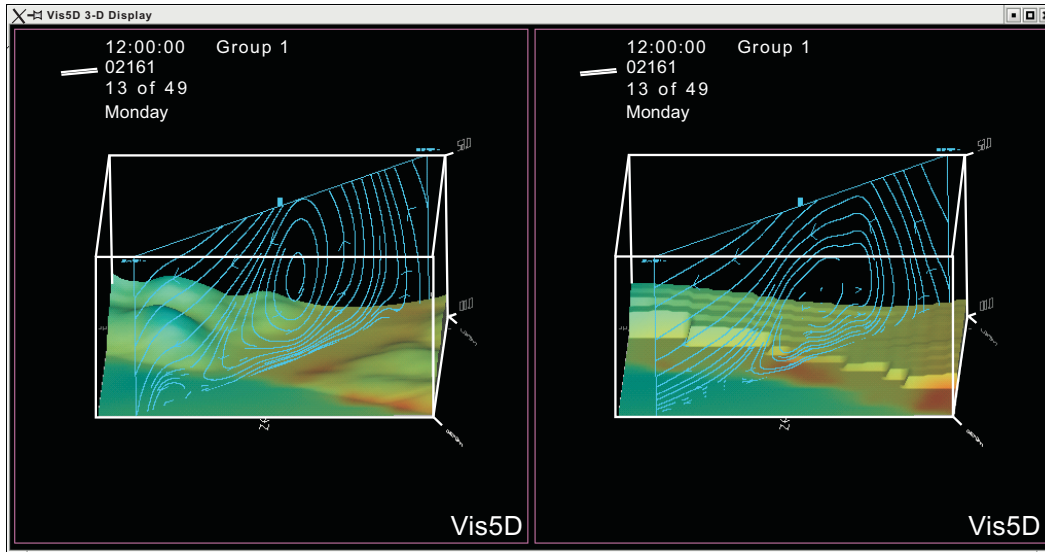 Vis5D 3-D Display
12:00:00 Group 1
02161
13 of 49
Monday
Vis5D
12:00:00 Group 1
02161
13 of 49
Monday
Vis5D